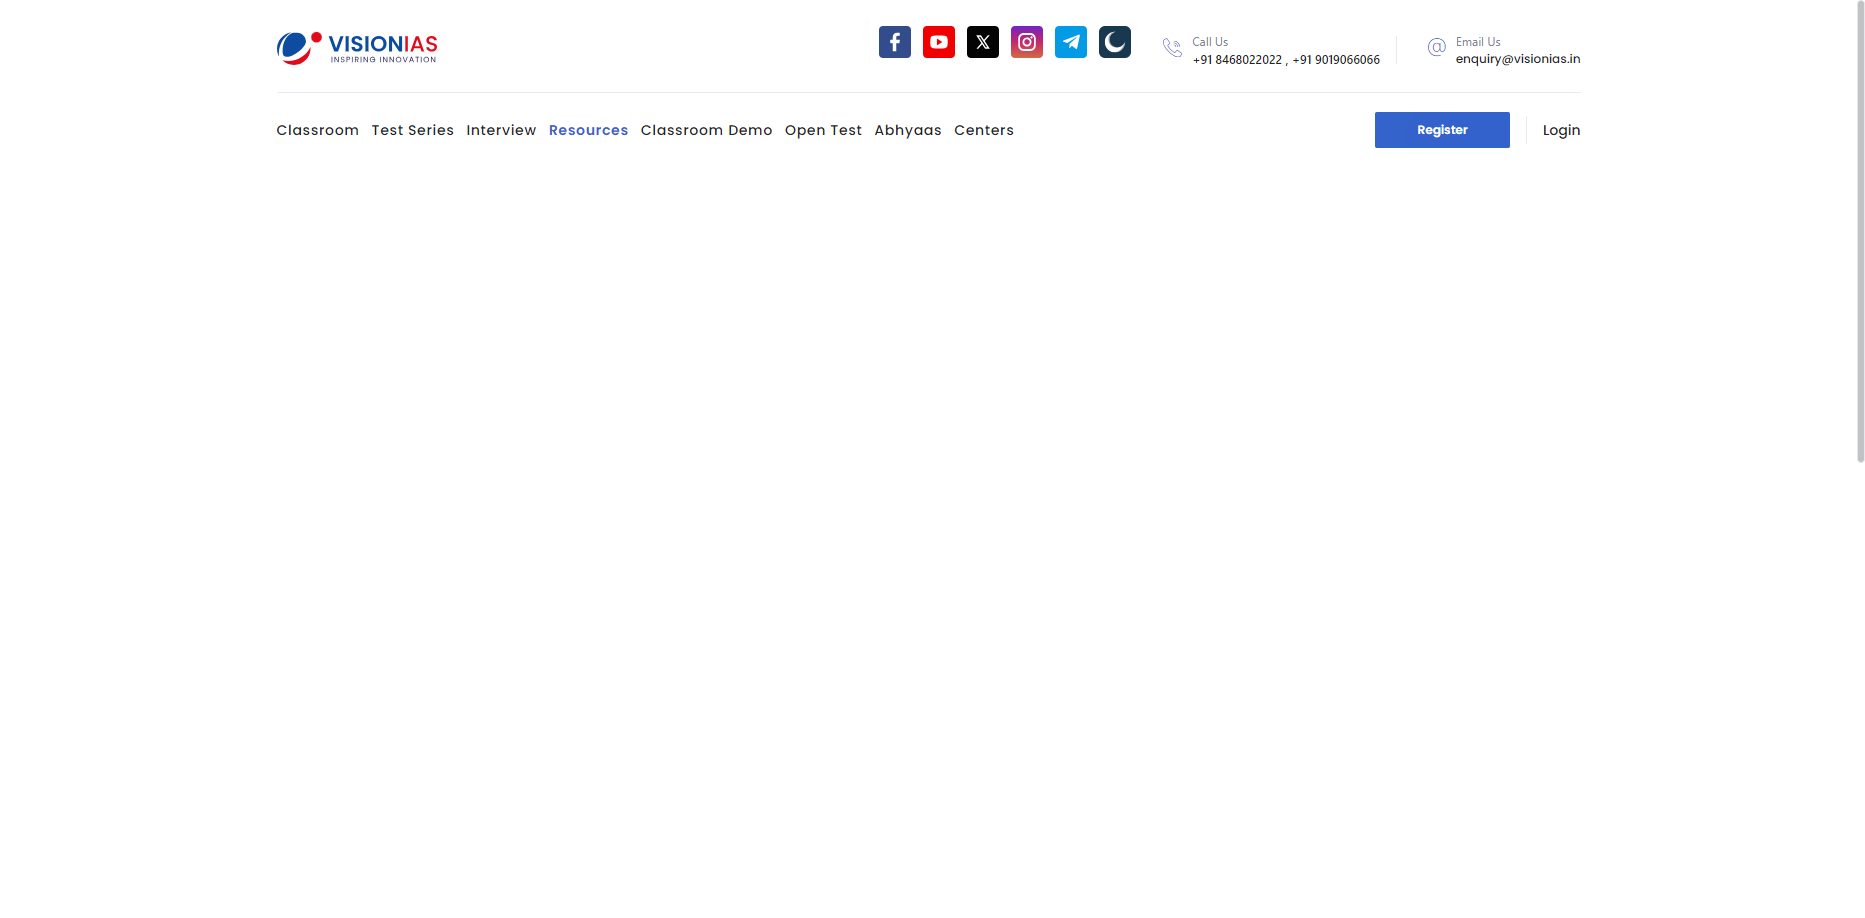 VISIONIAS
INSPIRING INNOVATION
Call Us
+91 8468022022 , +91 9019066066
Email Us
enquiry@visionias.in
Classroom Test Series Interview Resources Classroom Demo Open Test Abhyaas Centers
Register
Login